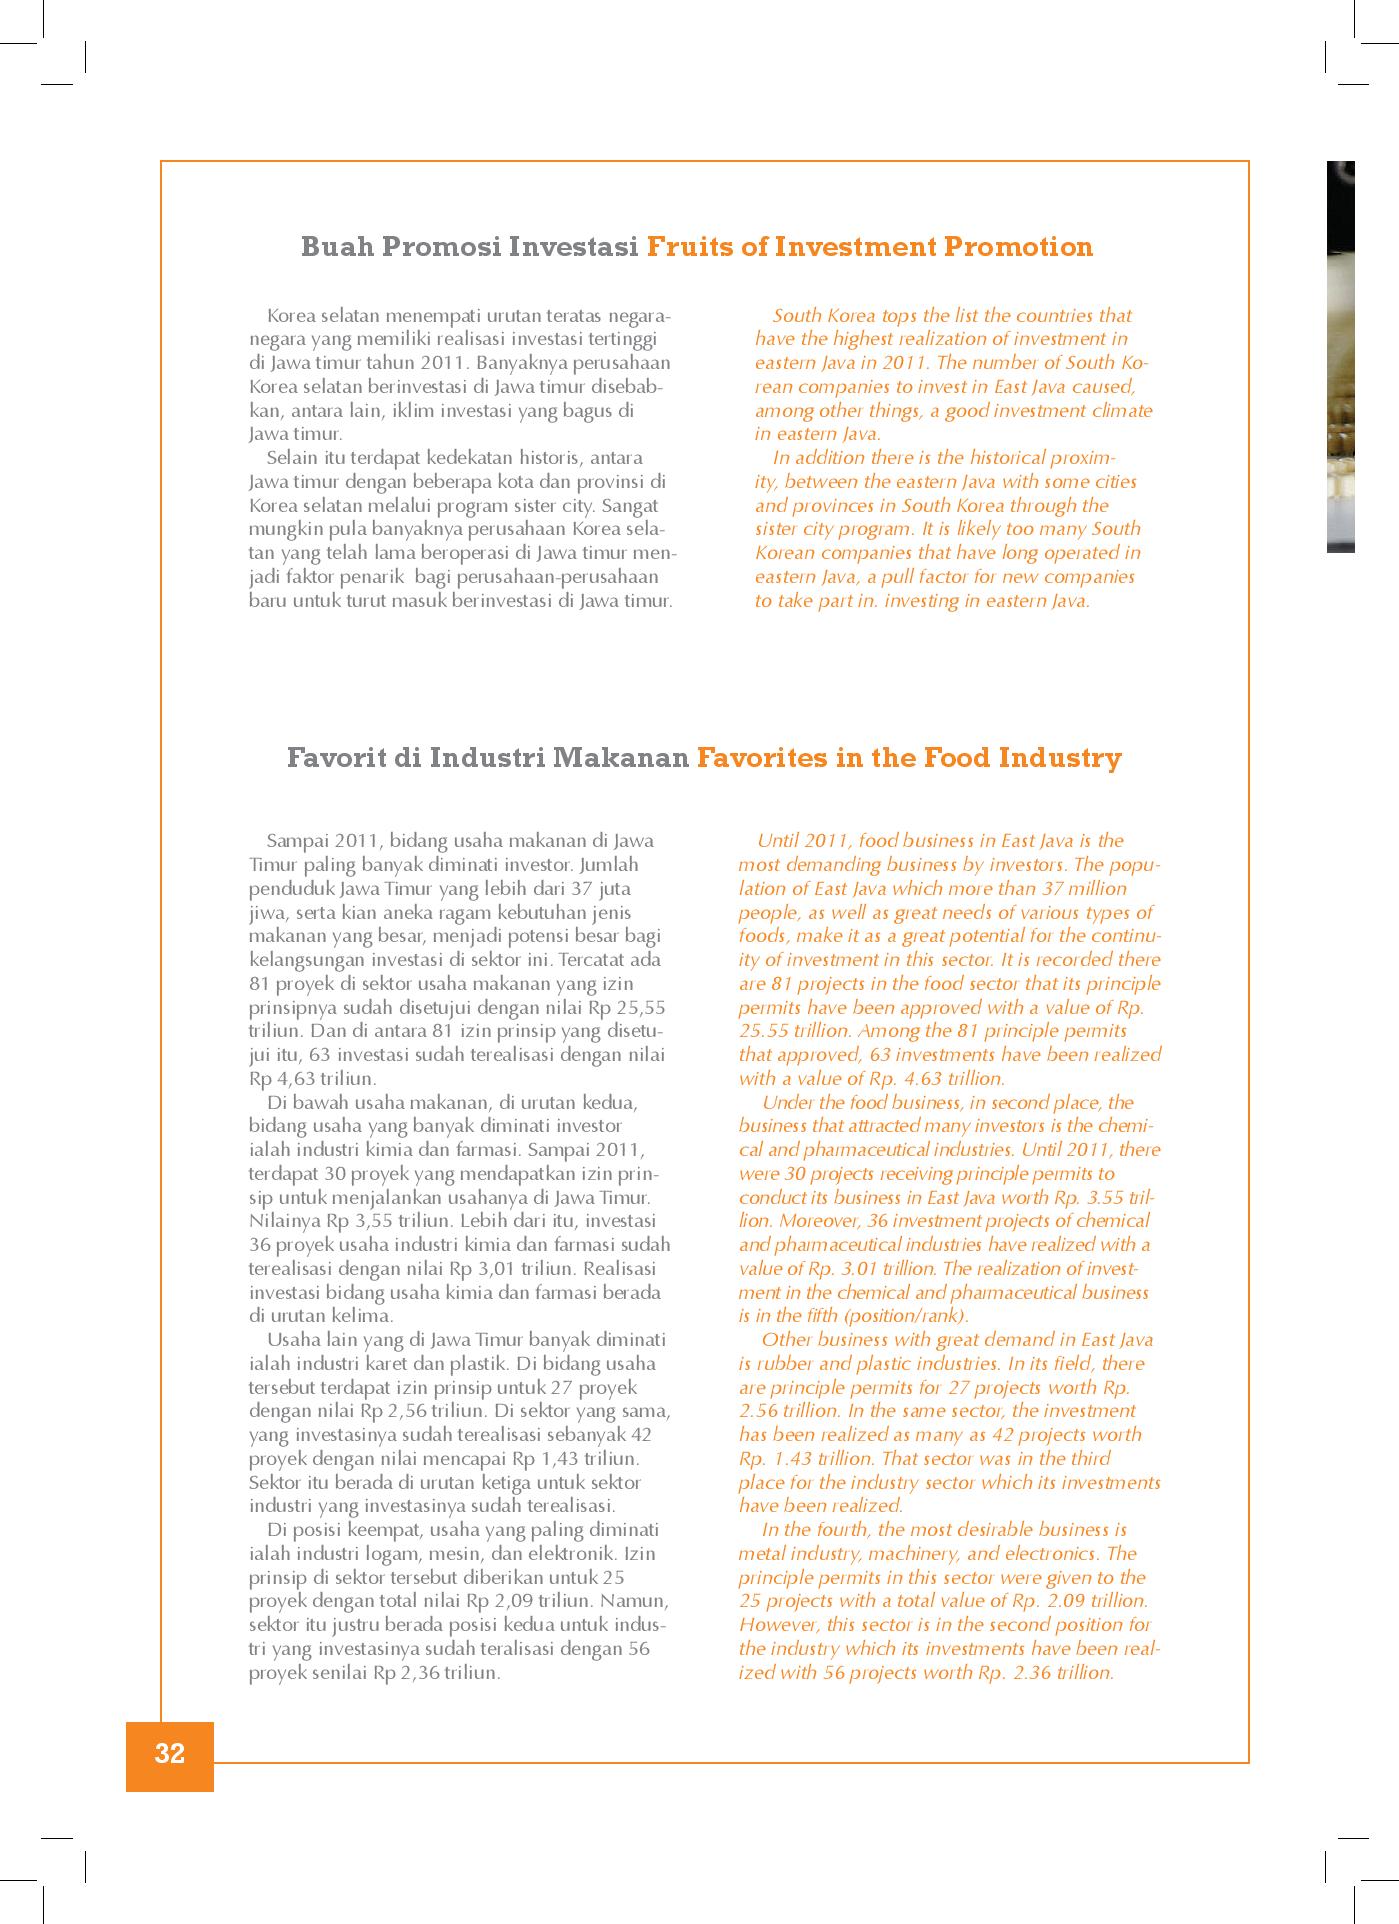 Buah Promosi Investasi Fruits of Investment Promotion
Korea selatan menempati urutan teratas negara-
negara yang memiliki realisasi investasi tertinggi
di Jawa timur tahun 2011. Banyaknya perusahaan
Korea selatan berinvestasi di Jawa timur disebab-
kan, antara lain, iklim investasi yang bagus di
Jawa timur.
Selain itu terdapat kedekatan historis, antara
Jawa timur dengan beberapa kota dan provinsi di
Korea selatan melalui program sister city. Sangat
mungkin pula banyaknya perusahaan Korea sela-
tan yang telah lama beroperasi di Jawa timur men-
jadi faktor penarik  bagi perusahaan-perusahaan
baru untuk turut masuk berinvestasi di Jawa timur.
South Korea tops the list the countries that
have the highest realization of investment in
eastern Java in 2011. The number of South Ko-
rean companies to invest in East Java caused,
among other things, a good investment climate
in eastern Java.
In addition there is the historical proxim-
ity, between the eastern Java with some cities
and provinces in South Korea through the
sister city program. It is likely too many South
Korean companies that have long operated in
eastern Java, a pull factor for new companies
to take part in. investing in eastern Java.
Favorit di Industri Makanan Favorites in the Food Industry
Sampai 2011, bidang usaha makanan di Jawa
Timur paling banyak diminati investor. Jumlah
penduduk Jawa Timur yang lebih dari 37 juta
jiwa, serta kian aneka ragam kebutuhan jenis
makanan yang besar, menjadi potensi besar bagi
kelangsungan investasi di sektor ini. Tercatat ada
81 proyek di sektor usaha makanan yang izin
prinsipnya sudah disetujui dengan nilai Rp 25,55
triliun. Dan di antara 81 izin prinsip yang disetu-
jui itu, 63 investasi sudah terealisasi dengan nilai
Rp 4,63 triliun.
Di bawah usaha makanan, di urutan kedua,
bidang usaha yang banyak diminati investor
ialah industri kimia dan farmasi. Sampai 2011,
terdapat 30 proyek yang mendapatkan izin prin-
sip untuk menjalankan usahanya di Jawa Timur.
Nilainya Rp 3,55 triliun. Lebih dari itu, investasi
36 proyek usaha industri kimia dan farmasi sudah
terealisasi dengan nilai Rp 3,01 triliun. Realisasi
investasi bidang usaha kimia dan farmasi berada
di urutan kelima.
Usaha lain yang di Jawa Timur banyak diminati
ialah industri karet dan plastik. Di bidang usaha
tersebut terdapat izin prinsip untuk 27 proyek
dengan nilai Rp 2,56 triliun. Di sektor yang sama,
yang investasinya sudah terealisasi sebanyak 42
proyek dengan nilai mencapai Rp 1,43 triliun.
Sektor itu berada di urutan ketiga untuk sektor
industri yang investasinya sudah terealisasi.
Di posisi keempat, usaha yang paling diminati
ialah industri logam, mesin, dan elektronik. Izin
prinsip di sektor tersebut diberikan untuk 25
proyek dengan total nilai Rp 2,09 triliun. Namun,
sektor itu justru berada posisi kedua untuk indus-
tri yang investasinya sudah teralisasi dengan 56
proyek senilai Rp 2,36 triliun.
Until 2011, food business in East Java is the
most demanding business by investors. The popu-
lation of East Java which more than 37 million
people, as well as great needs of various types of
foods, make it as a great potential for the continu-
ity of investment in this sector. It is recorded there
are 81 projects in the food sector that its principle
permits have been approved with a value of Rp.
25.55 trillion. Among the 81 principle permits
that approved, 63 investments have been realized
with a value of Rp. 4.63 trillion.
Under the food business, in second place, the
business that attracted many investors is the chemi-
cal and pharmaceutical industries. Until 2011, there
were 30 projects receiving principle permits to
conduct its business in East Java worth Rp. 3.55 tril-
lion. Moreover, 36 investment projects of chemical
and pharmaceutical industries have realized with a
value of Rp. 3.01 trillion. The realization of invest-
ment in the chemical and pharmaceutical business
is in the fifth (position/rank).
Other business with great demand in East Java
is rubber and plastic industries. In its field, there
are principle permits for 27 projects worth Rp.
2.56 trillion. In the same sector, the investment
has been realized as many as 42 projects worth
Rp. 1.43 trillion. That sector was in the third
place for the industry sector which its investments
have been realized.
In the fourth, the most desirable business is
metal industry, machinery, and electronics. The
principle permits in this sector were given to the
25 projects with a total value of Rp. 2.09 trillion.
However, this sector is in the second position for
the industry which its investments have been real-
ized with 56 projects worth Rp. 2.36 trillion.
32